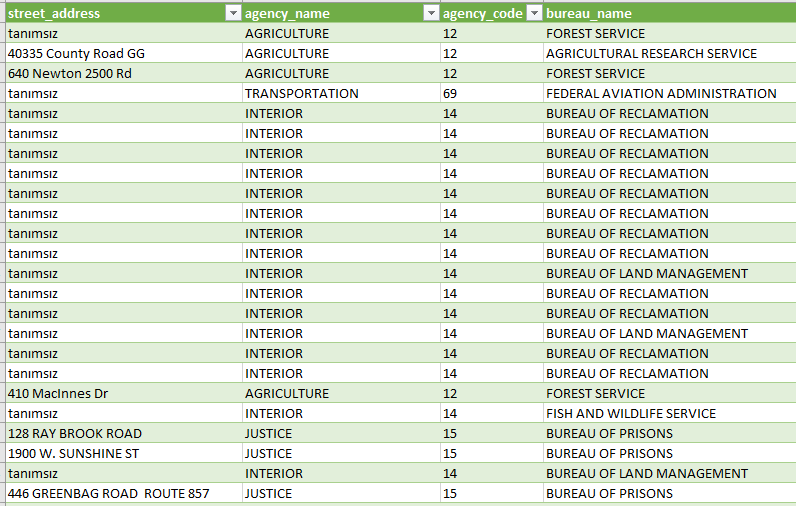 street_address agency_name agency_code bureau_name
tanımsız AGRICULTURE 12 FOREST SERVICE
40335 County Road GG AGRICULTURE 12 AGRICULTURAL RESEARCH SERVICE
640 Newton 2500 Rd AGRICULTURE 12 FOREST SERVICE
tanımsız TRANSPORTATION 69 FEDERAL AVIATION ADMINISTRATION
tanımsız INTERIOR 14 BUREAU OF RECLAMATION
tanımsız INTERIOR 14 BUREAU OF RECLAMATION
tanımsız INTERIOR 14 BUREAU OF RECLAMATION
tanımsız INTERIOR 14 BUREAU OF RECLAMATION
tanımsız INTERIOR 14 BUREAU OF RECLAMATION
tanımsız INTERIOR 14 BUREAU OF RECLAMATION
tanımsız INTERIOR 14 BUREAU OF RECLAMATION
tanımsız INTERIOR 14 BUREAU OF RECLAMATION
tanımsız INTERIOR 14 BUREAU OF LAND MANAGEMENT
tanımsız INTERIOR 14 BUREAU OF RECLAMATION
tanımsız INTERIOR 14 BUREAU OF RECLAMATION
tanımsız INTERIOR 14 BUREAU OF LAND MANAGEMENT
tanımsız INTERIOR 14 BUREAU OF RECLAMATION
tanımsız INTERIOR 14 BUREAU OF RECLAMATION
410 MacInnes Dr AGRICULTURE 12 FOREST SERVICE
tanımsız INTERIOR 14 FISH AND WILDLIFE SERVICE
128 RAY BROOK ROAD JUSTICE 15 BUREAU OF PRISONS
1900 W. SUNSHINE ST JUSTICE 15 BUREAU OF PRISONS
tanımsız INTERIOR 14 BUREAU OF LAND MANAGEMENT
446 GREENBAG ROAD  ROUTE 857 JUSTICE 15 BUREAU OF PRISONS